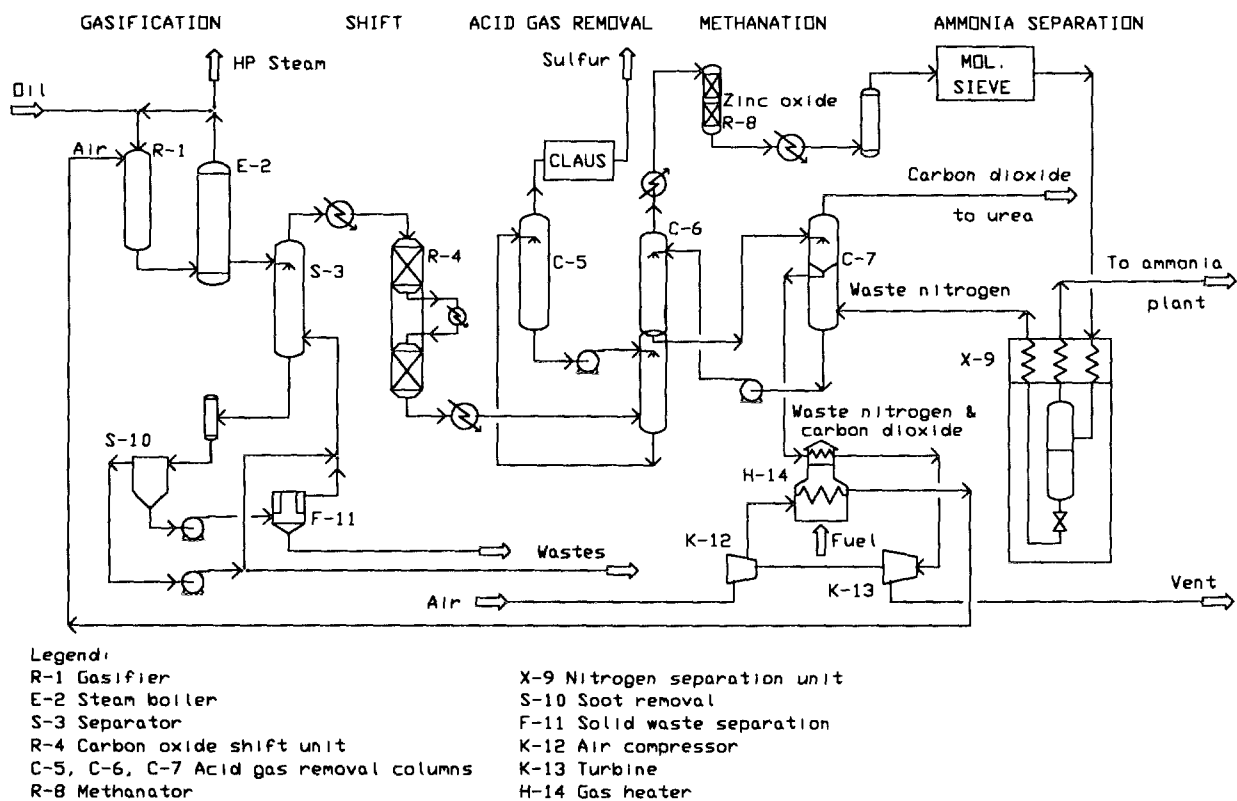 GASIFICATION SHIFT ACID GAS REMOVAL METHANATION AMMONIA SEPARATION
HP Steam
Sulfur
MOL.
SIEVE
Oil
Zinc oxide
R-8
Air
R-1
E-2
CLAUS
Carbon dioxide
to urea
C-6
R-4
S-3
C-5
C-7
To ammonia
plant
Waste nitrogen
X-9
Waste nitrogen &
carbon dioxide
S-10
H-14
F-11
Fuel
K-12
Wastes
K-13
Air
Vent
Legend:
R-1 Gasifier
E-2 Steam boiler
S-3 Separator
R-4 Carbon oxide shift unit
C-5, C-6, C-7 Acid gas removal columns
R-8 Methanator
X-9 Nitrogen separation unit
S-10 Soot removal
F-11 Solid waste separation
K-12 Air compressor
K-13 Turbine
H-14 Gas heater